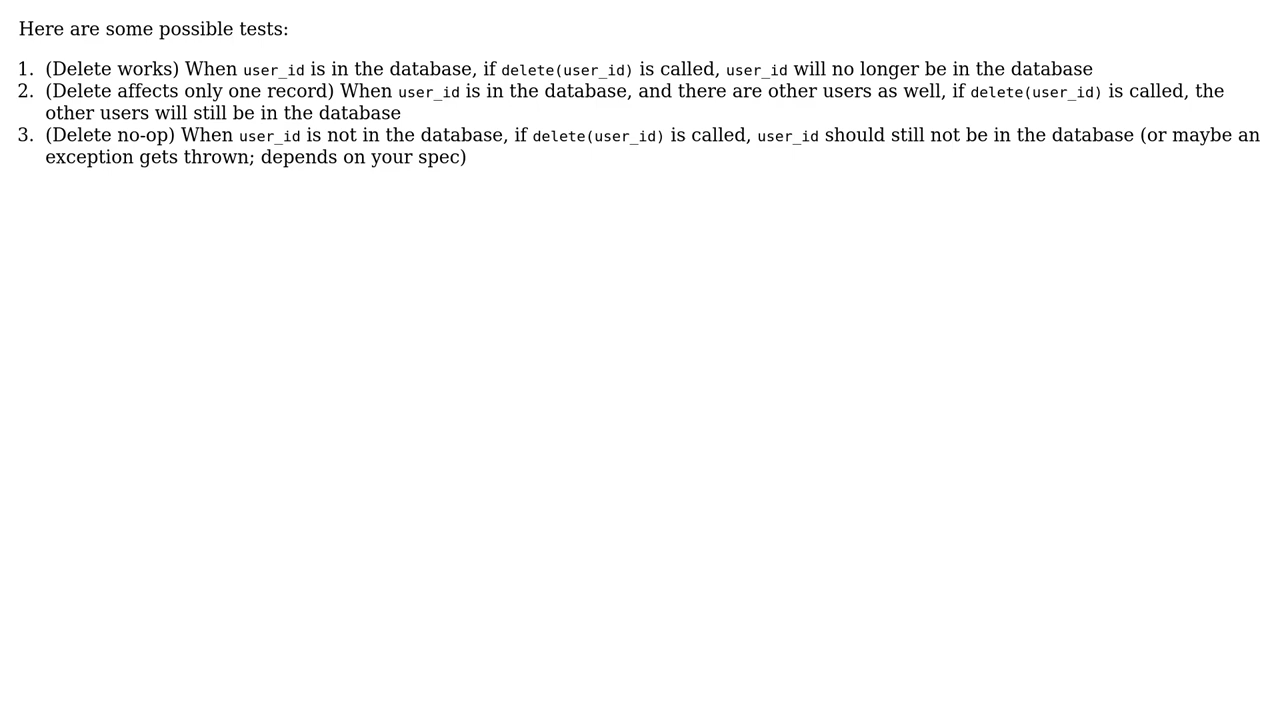 Here are some possible tests:
1. (Delete works) When user_id is in the database, if delete(user_id) is called, user_id will no longer be in the database
2. (Delete affects only one record) When user_id is in the database, and there are other users as well, if delete(user_id) is called, the
other users will still be in the database
3. (Delete no-op) When user_id is not in the database, if delete(user_id) is called, user_id should still not be in the database (or maybe an
exception gets thrown; depends on your spec)